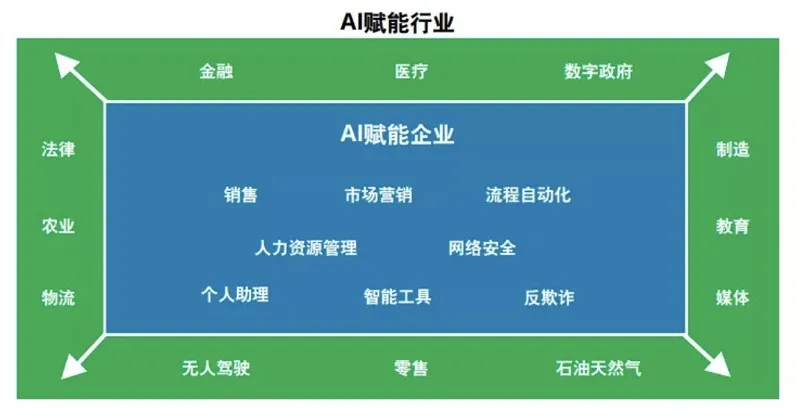 AI赋能行业
金融 医疗 数字政府
AI赋能企业
法律 制造
销售 市场营销 流程自动化
农业 教育
人力资源管理 网络安全
物流 个人助理 智能工具 反欺诈 媒体
无人驾驶 零售 石油天然气